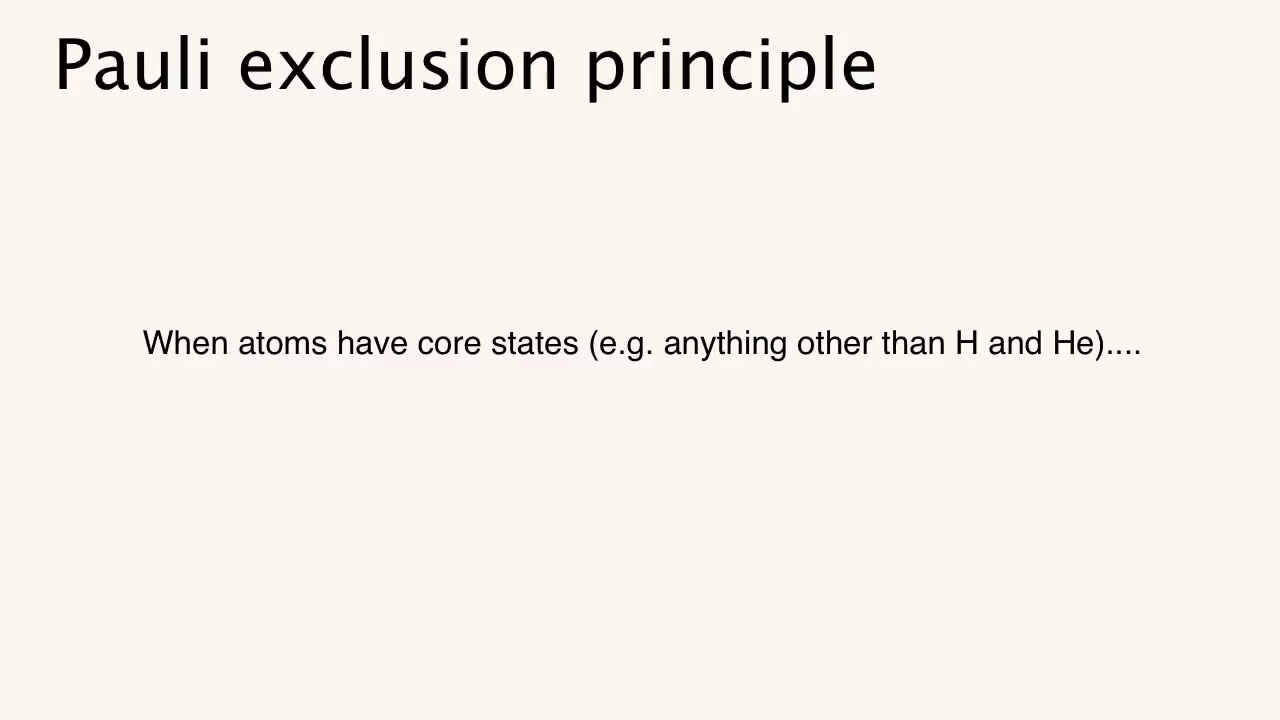 Pauli exclusion principle
When atoms have core states (e.g. anything other than H and He)....